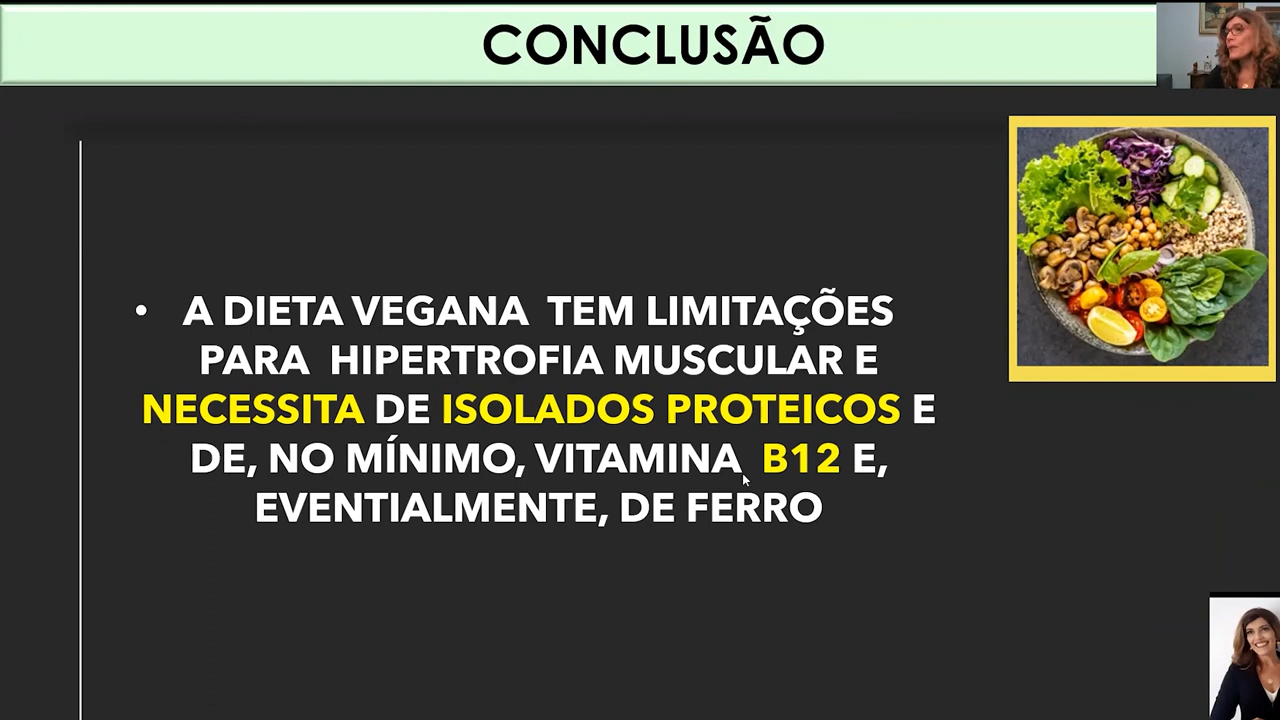 CONCLUSÃO
• A DIETA VEGANA TEM LIMITAÇÕES
PARA HIPERTROFIA MUSCULAR E
NECESSITA DE ISOLADOS PROTEICOS E
DE, NO MÍNIMO, VITAMINA B12 E,
EVENTIALMENTE, DE FERRO